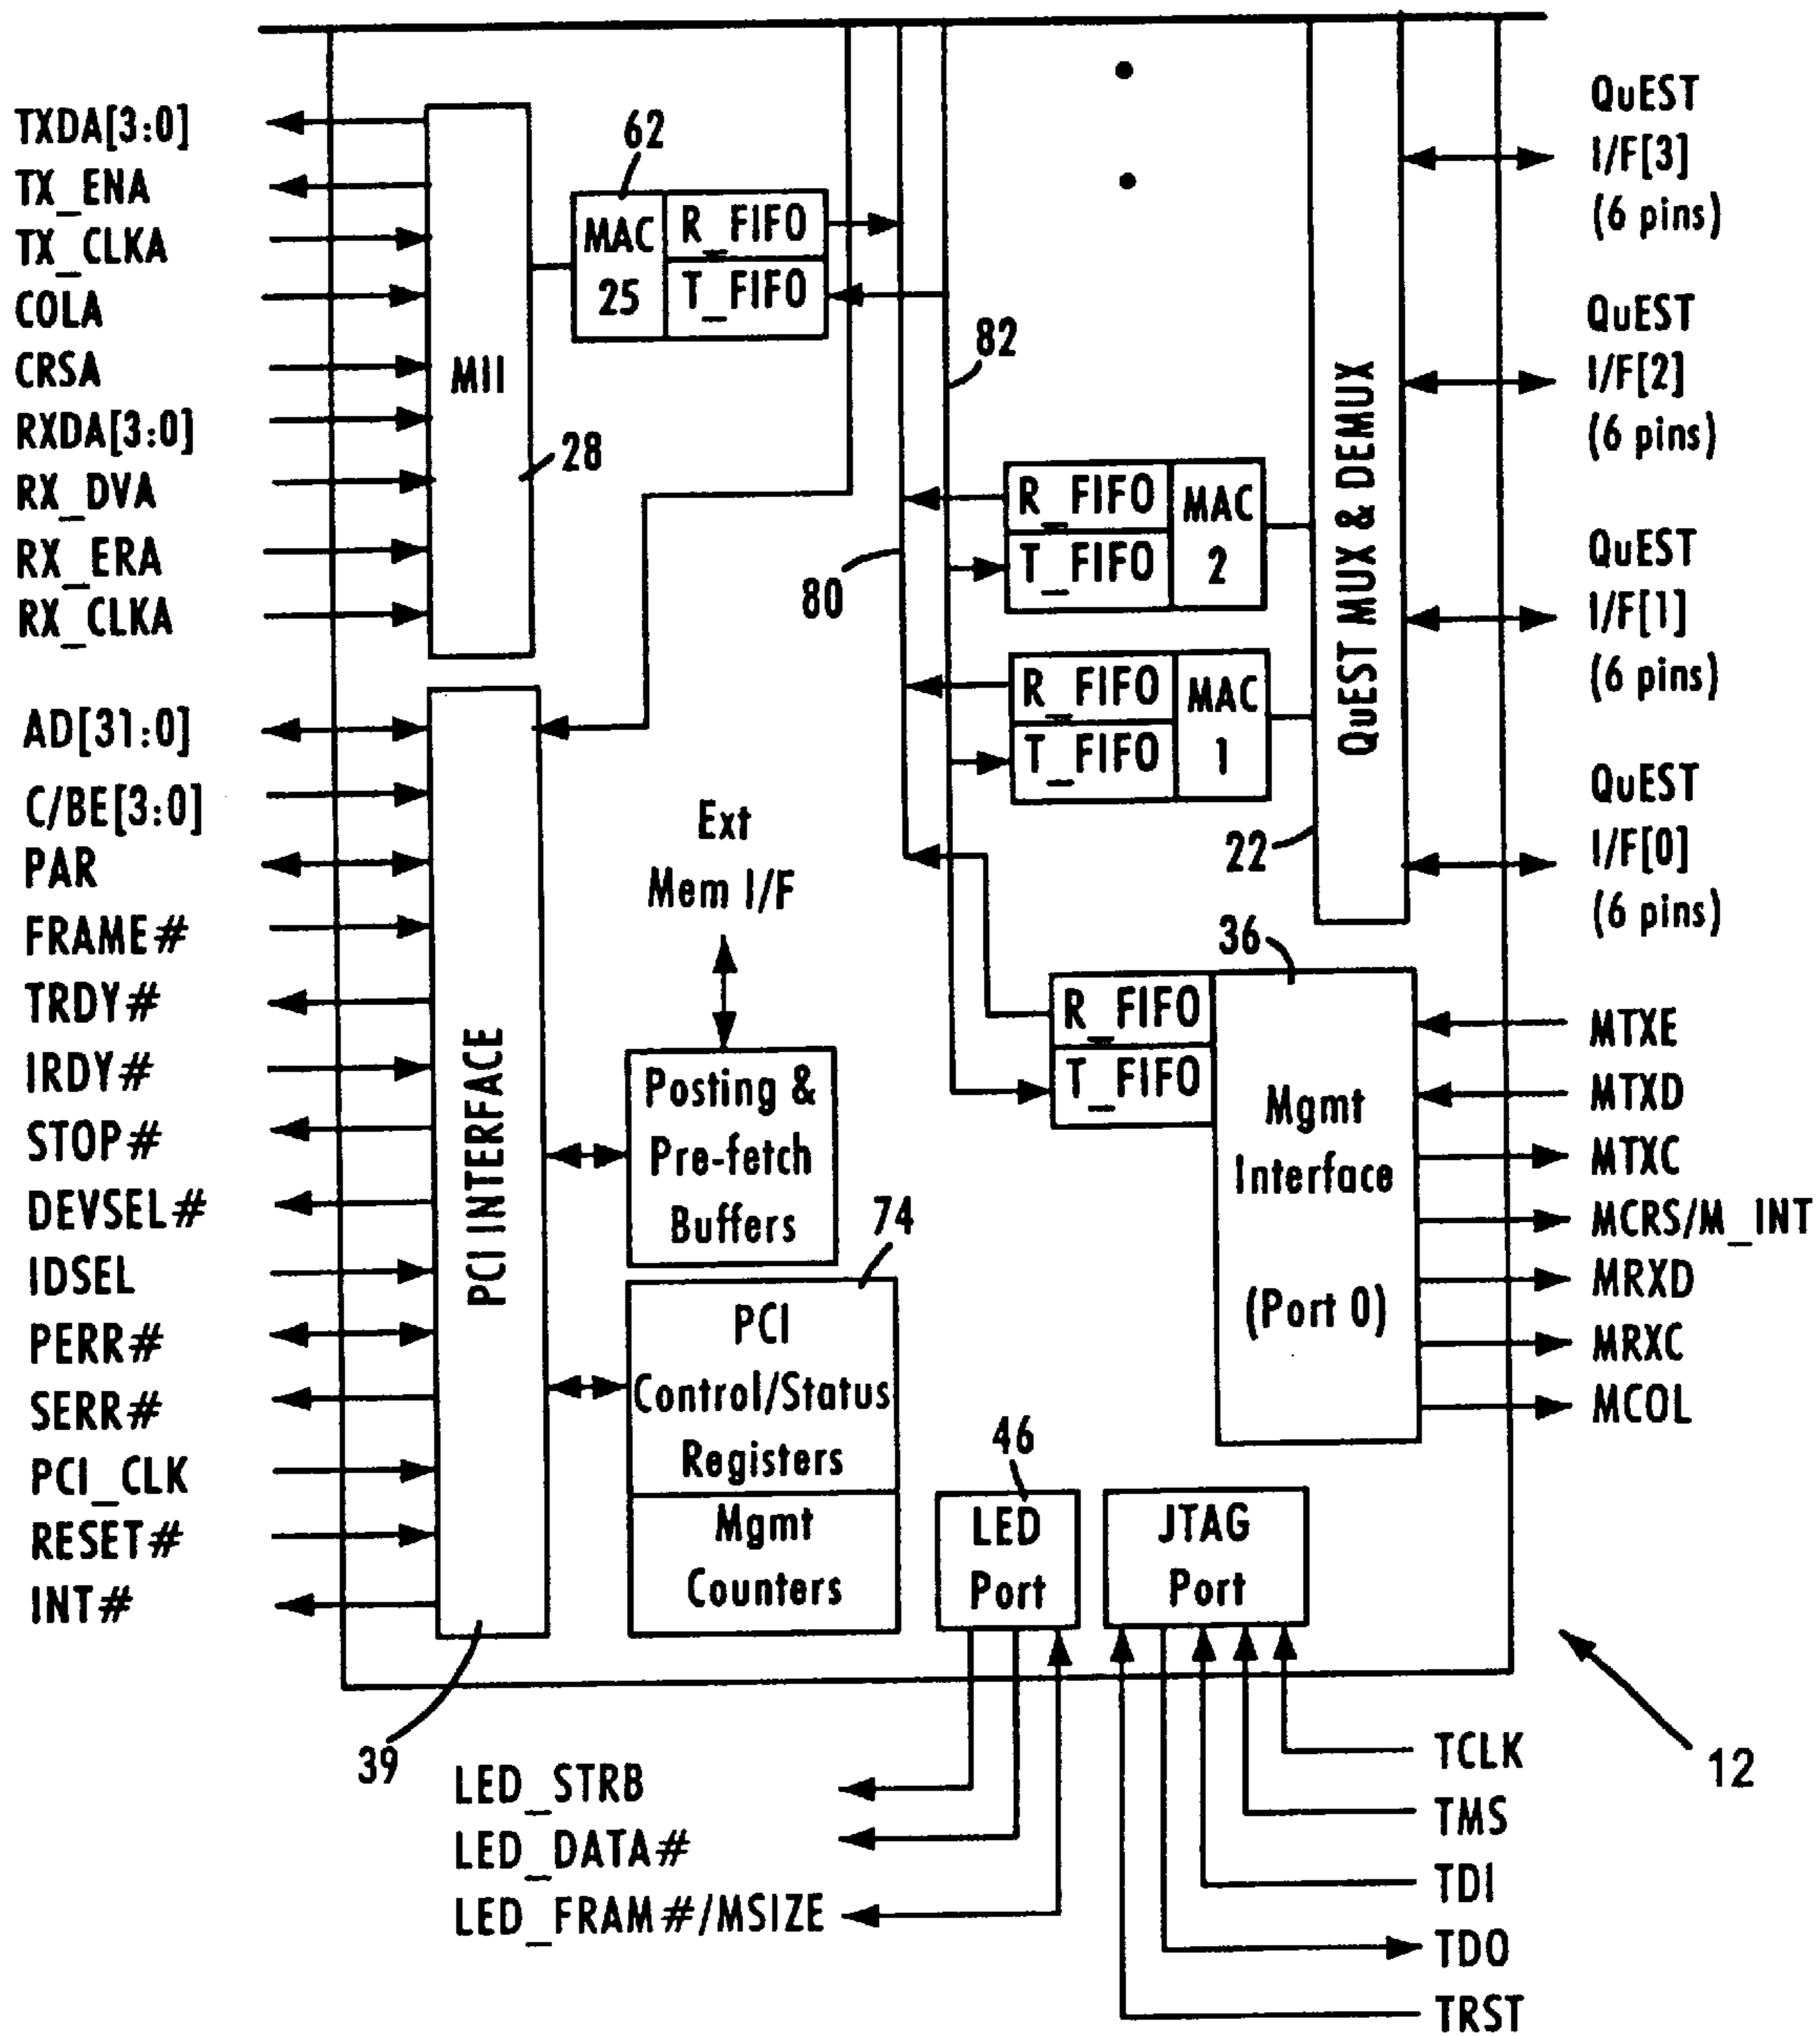 TXDA[3:0]
TX_ENA
TX_CLKA
COLA
CRSA
RXDA[3:0]
RX_DVA
RX_ERA
RX_CLKA
MII
28
62
MAC
25
R_FIFO
T_FIFO
82
80
R_FIFO
T_FIFO
MAC
2
R_FIFO
T_FIFO
MAC
1
QuEST MUX & DEMUX
22
QuEST
I/F[3]
(6 pins)
QuEST
I/F[2]
(6 pins)
QuEST
I/F[1]
(6 pins)
QuEST
I/F[0]
(6 pins)
AD[31:0]
C/BE[3:0]
PAR
FRAME#
TRDY#
IRDY#
STOP#
DEVSEL#
IDSEL
PERR#
SERR#
PCI_CLK
RESET#
INT#
PCI INTERFACE
39
Ext
Mem I/F
Posting &
Pre-fetch
Buffers
74
PCI
Control/Status
Registers
Mgmt
Counters
36
R_FIFO
T_FIFO
Mgmt
Interface
(Port 0)
MTXE
MTXD
MTXC
MCRS/M_INT
MRXD
MRXC
MCOL
46
LED
Port
JTAG
Port
LED_STRB
LED_DATA#
LED_FRAM#/MSIZE
TCLK
TMS
TDI
TDO
TRST
12